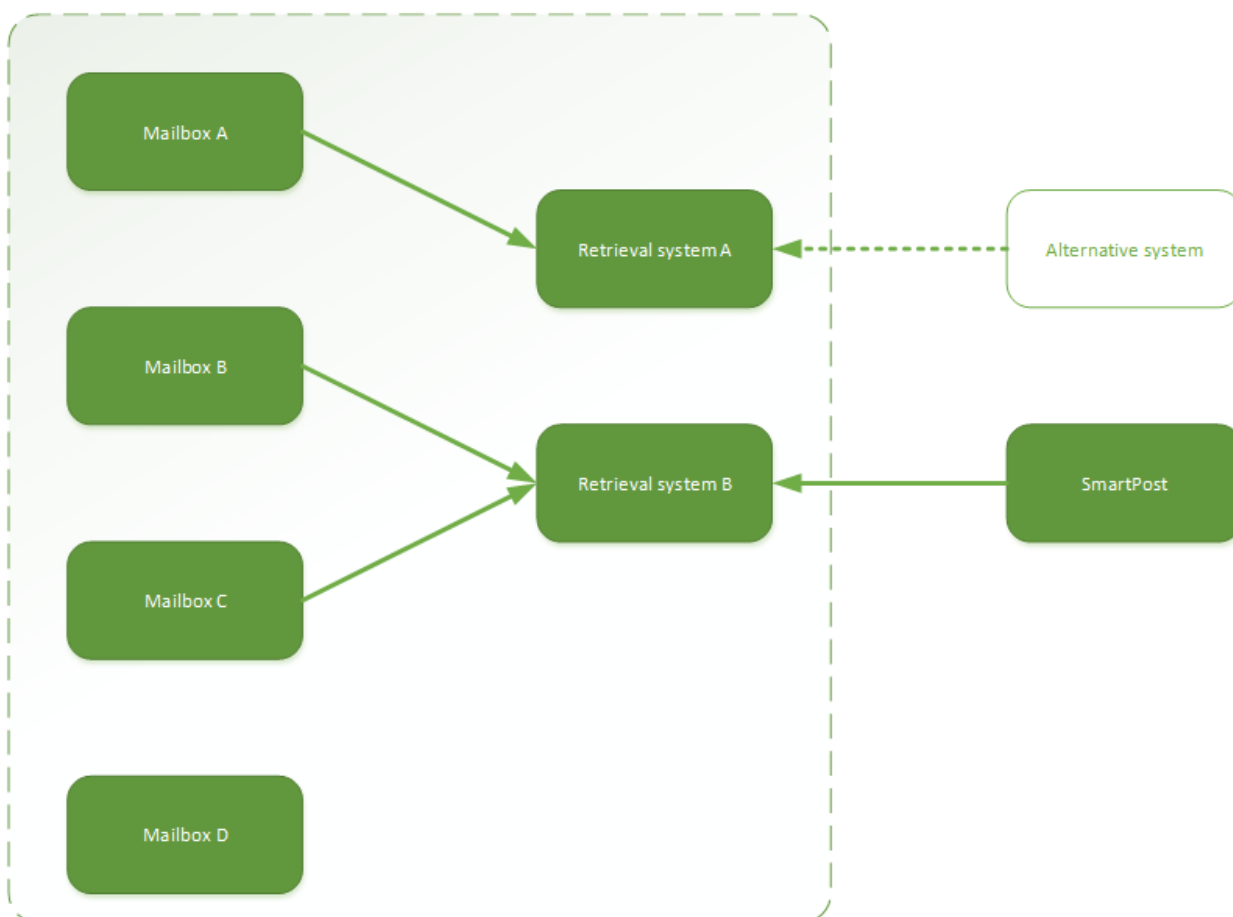 Mailbox A
Retrieval system A
Alternative system
Mailbox B
Retrieval system B
SmartPost
Mailbox C
Mailbox D